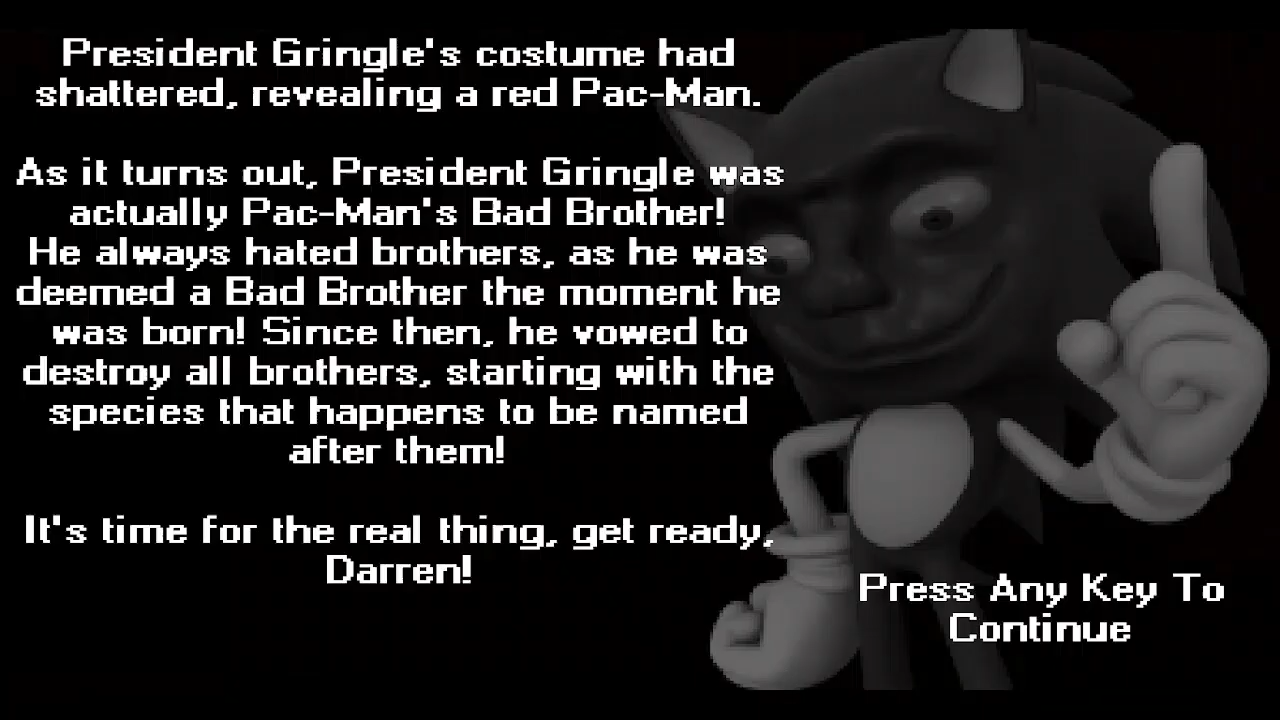 President Gringle's costume had
shattered, revealing a red Pac-Man.
As it turns out, President Gringle was
actually Pac-Man's Bad Brother!
He always hated brothers, as he was
deemed a Bad Brother the moment he
was born! Since then, he vowed to
destroy all brothers, starting with the
species that happens to be named
after them!
It's time for the real thing, get ready,
Darren!
Press Any Key To
Continue